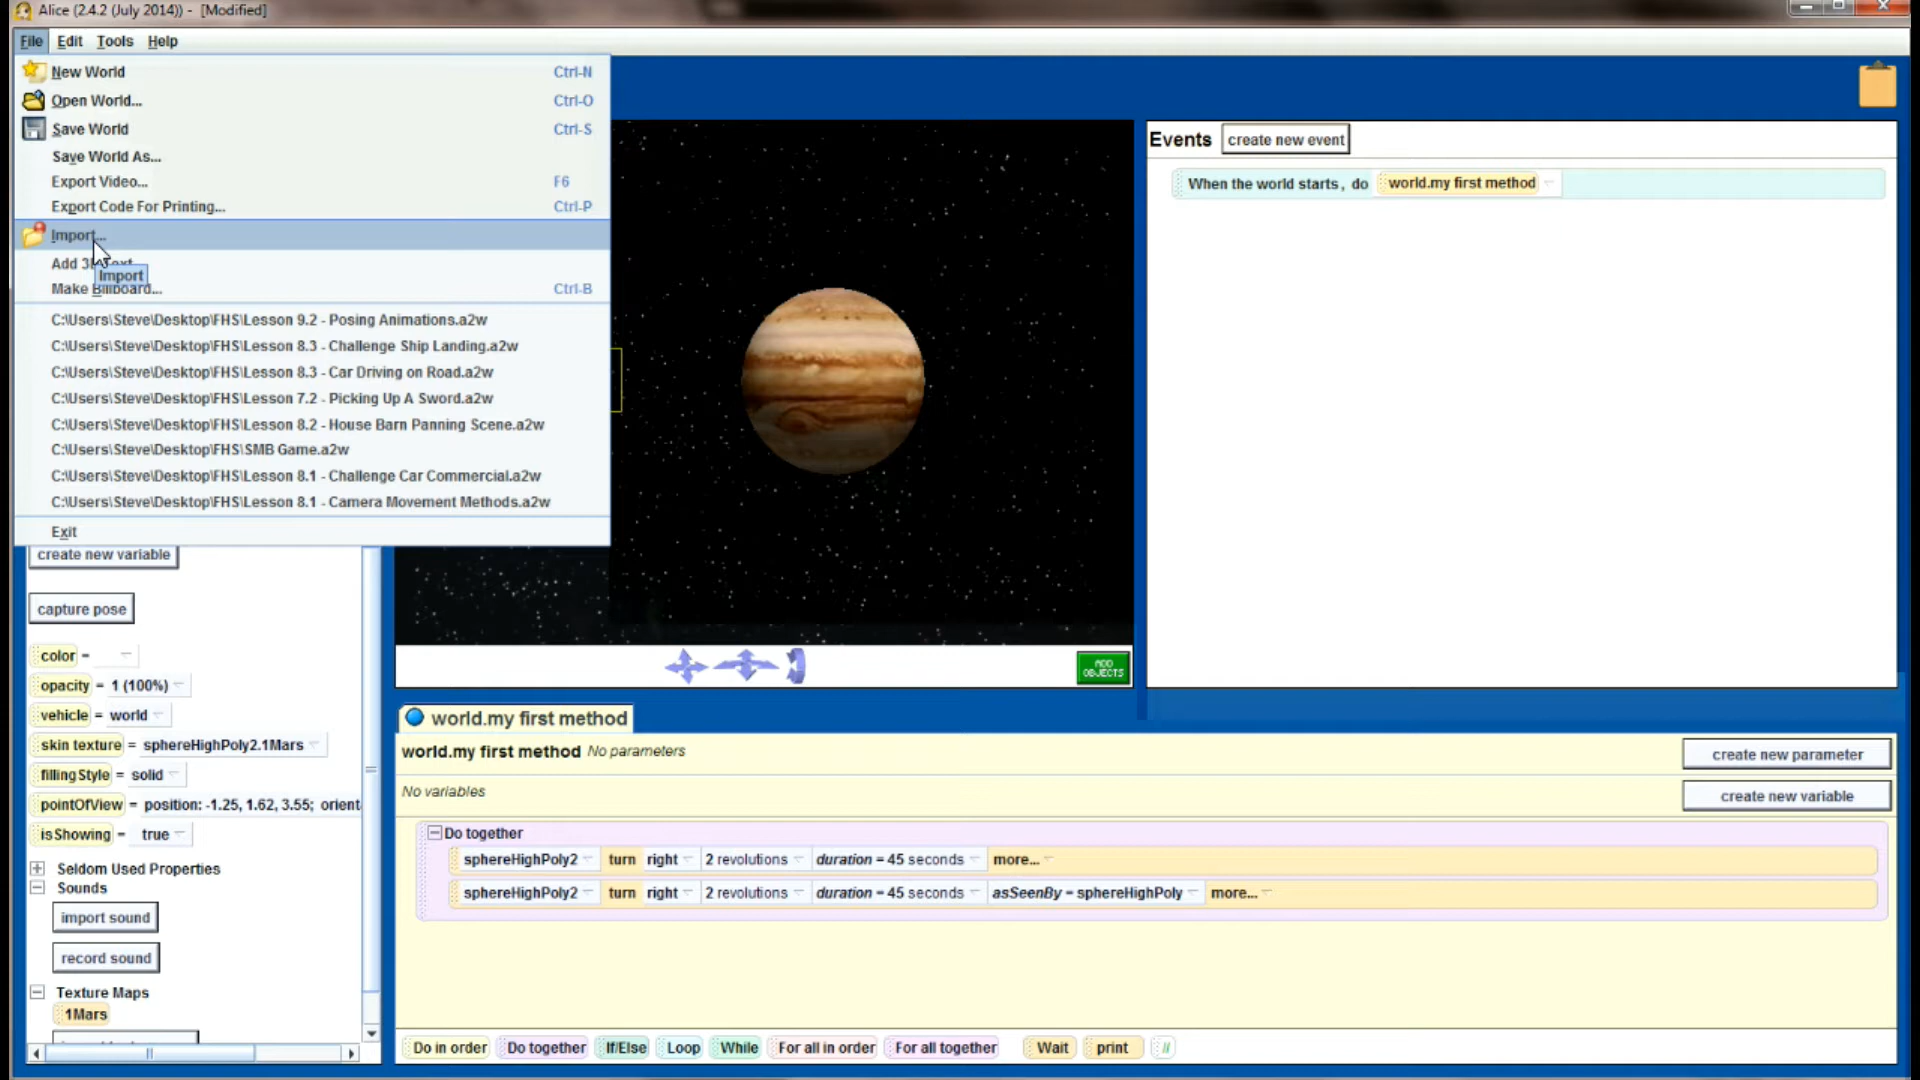 Alice (2.4.2 (July 2014)) - [Modified]
File Edit Tools Help
New World Ctrl-N
Open World... Ctrl-O
Save World Ctrl-S
Save World As...
Export Video... F6
Export Code For Printing... Ctrl-P
Import...
Import
Make Billboard... Ctrl-B
C:\Users\Steve\Desktop\FHS\Lesson 9.2 - Posing Animations.a2w
C:\Users\Steve\Desktop\FHS\Lesson 8.3 - Challenge Ship Landing.a2w
C:\Users\Steve\Desktop\FHS\Lesson 8.3 - Car Driving on Road.a2w
C:\Users\Steve\Desktop\FHS\Lesson 7.2 - Picking Up A Sword.a2w
C:\Users\Steve\Desktop\FHS\Lesson 8.2 - House Barn Panning Scene.a2w
C:\Users\Steve\Desktop\FHS\SMB Game.a2w
C:\Users\Steve\Desktop\FHS\Lesson 8.1 - Challenge Car Commercial.a2w
C:\Users\Steve\Desktop\FHS\Lesson 8.1 - Camera Movement Methods.a2w
Exit
create new variable
capture pose
color =
opacity = 1 (100%)
vehicle = world
skin texture = sphereHighPoly2.1Mars
fillingStyle = solid
pointOfView = position: -1.25, 1.62, 3.55; orient
isShowing = true
Seldom Used Properties
Sounds
import sound
record sound
Texture Maps
1Mars
ADD OBJECTS
Events create new event
When the world starts, do world.my first method
world.my first method
world.my first method No parameters
create new parameter
No variables
create new variable
Do together
sphereHighPoly2 turn right 2 revolutions duration = 45 seconds more...
sphereHighPoly2 turn right 2 revolutions duration = 45 seconds asSeenBy = sphereHighPoly more...
Do in order Do together If/Else Loop While For all in order For all together Wait print //